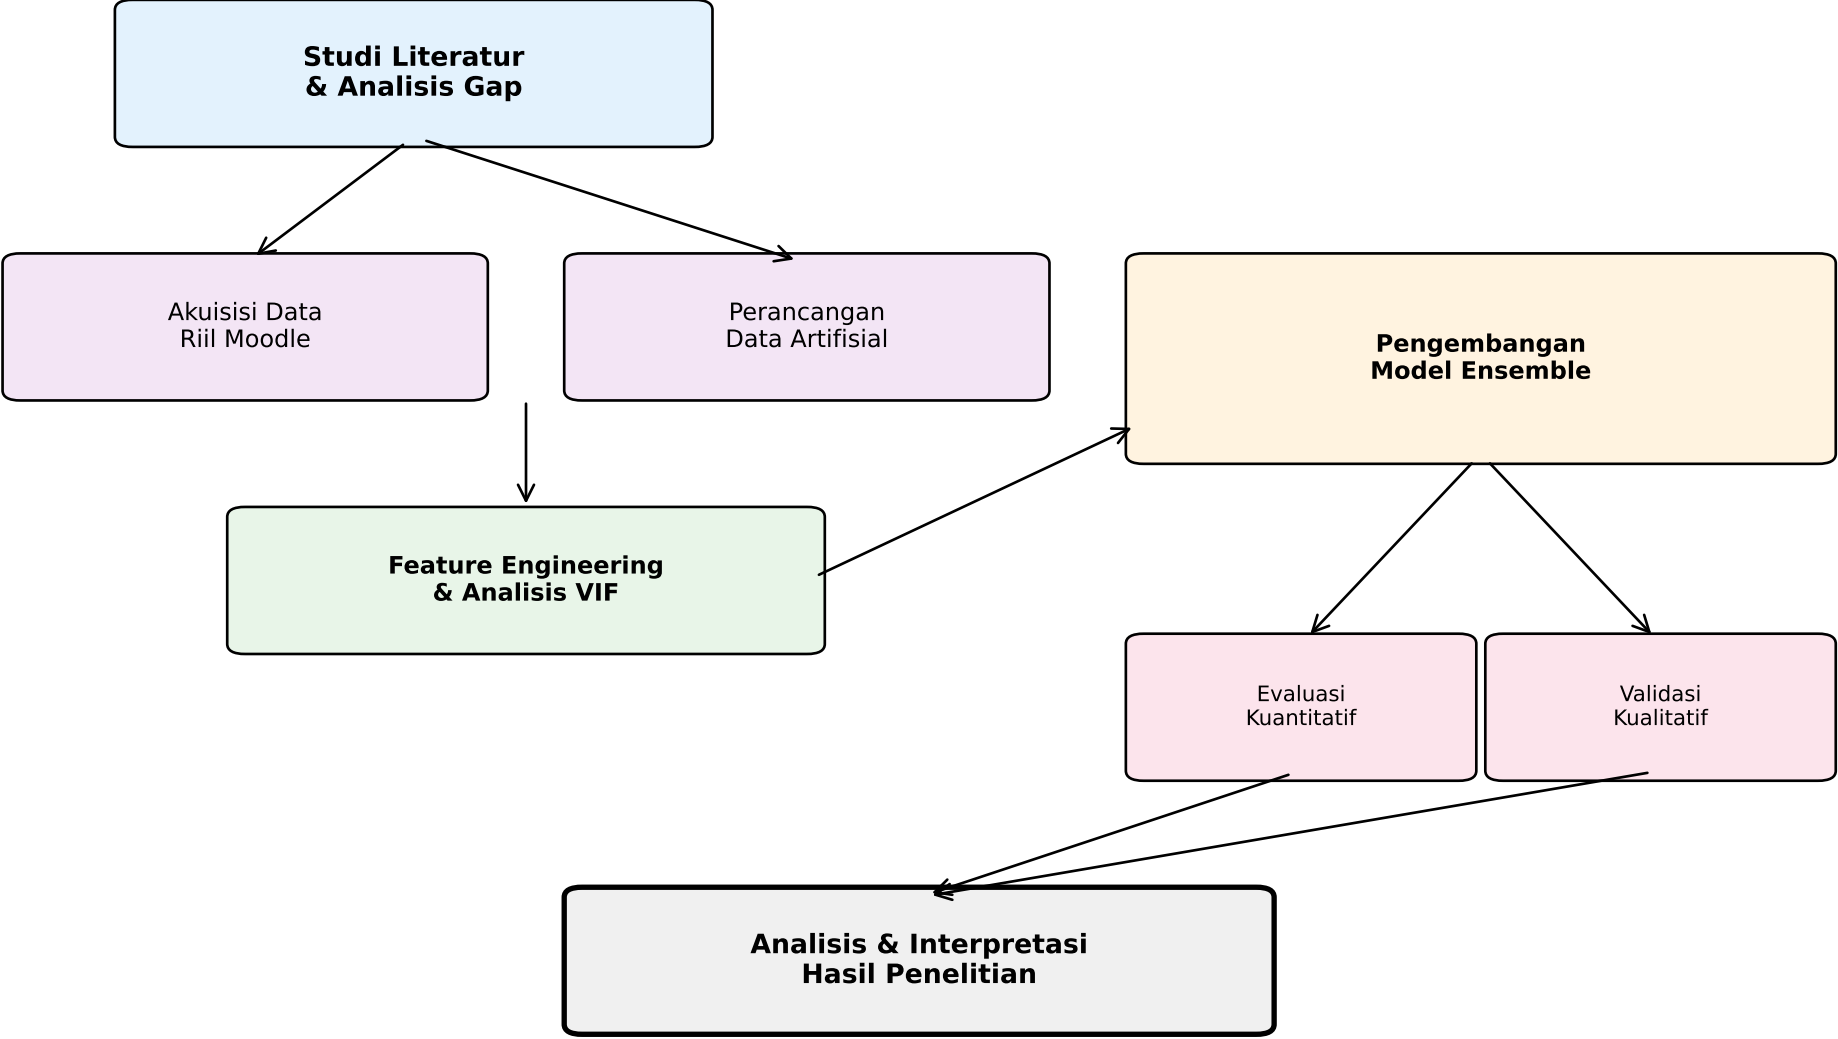 Studi Literatur
& Analisis Gap
Akuisisi Data
Riil Moodle
Perancangan
Data Artifisial
Pengembangan
Model Ensemble
Feature Engineering
& Analisis VIF
Evaluasi
Kuantitatif
Validasi
Kualitatif
Analisis & Interpretasi
Hasil Penelitian